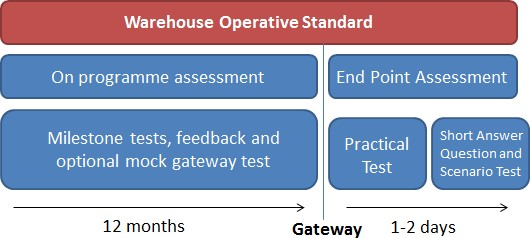 Warehouse Operative Standard
On programme assessment
End Point Assessment
Milestone tests, feedback and
optional mock gateway test
Practical
Test
Short Answer
Question and
Scenario Test
12 months
Gateway
1-2 days